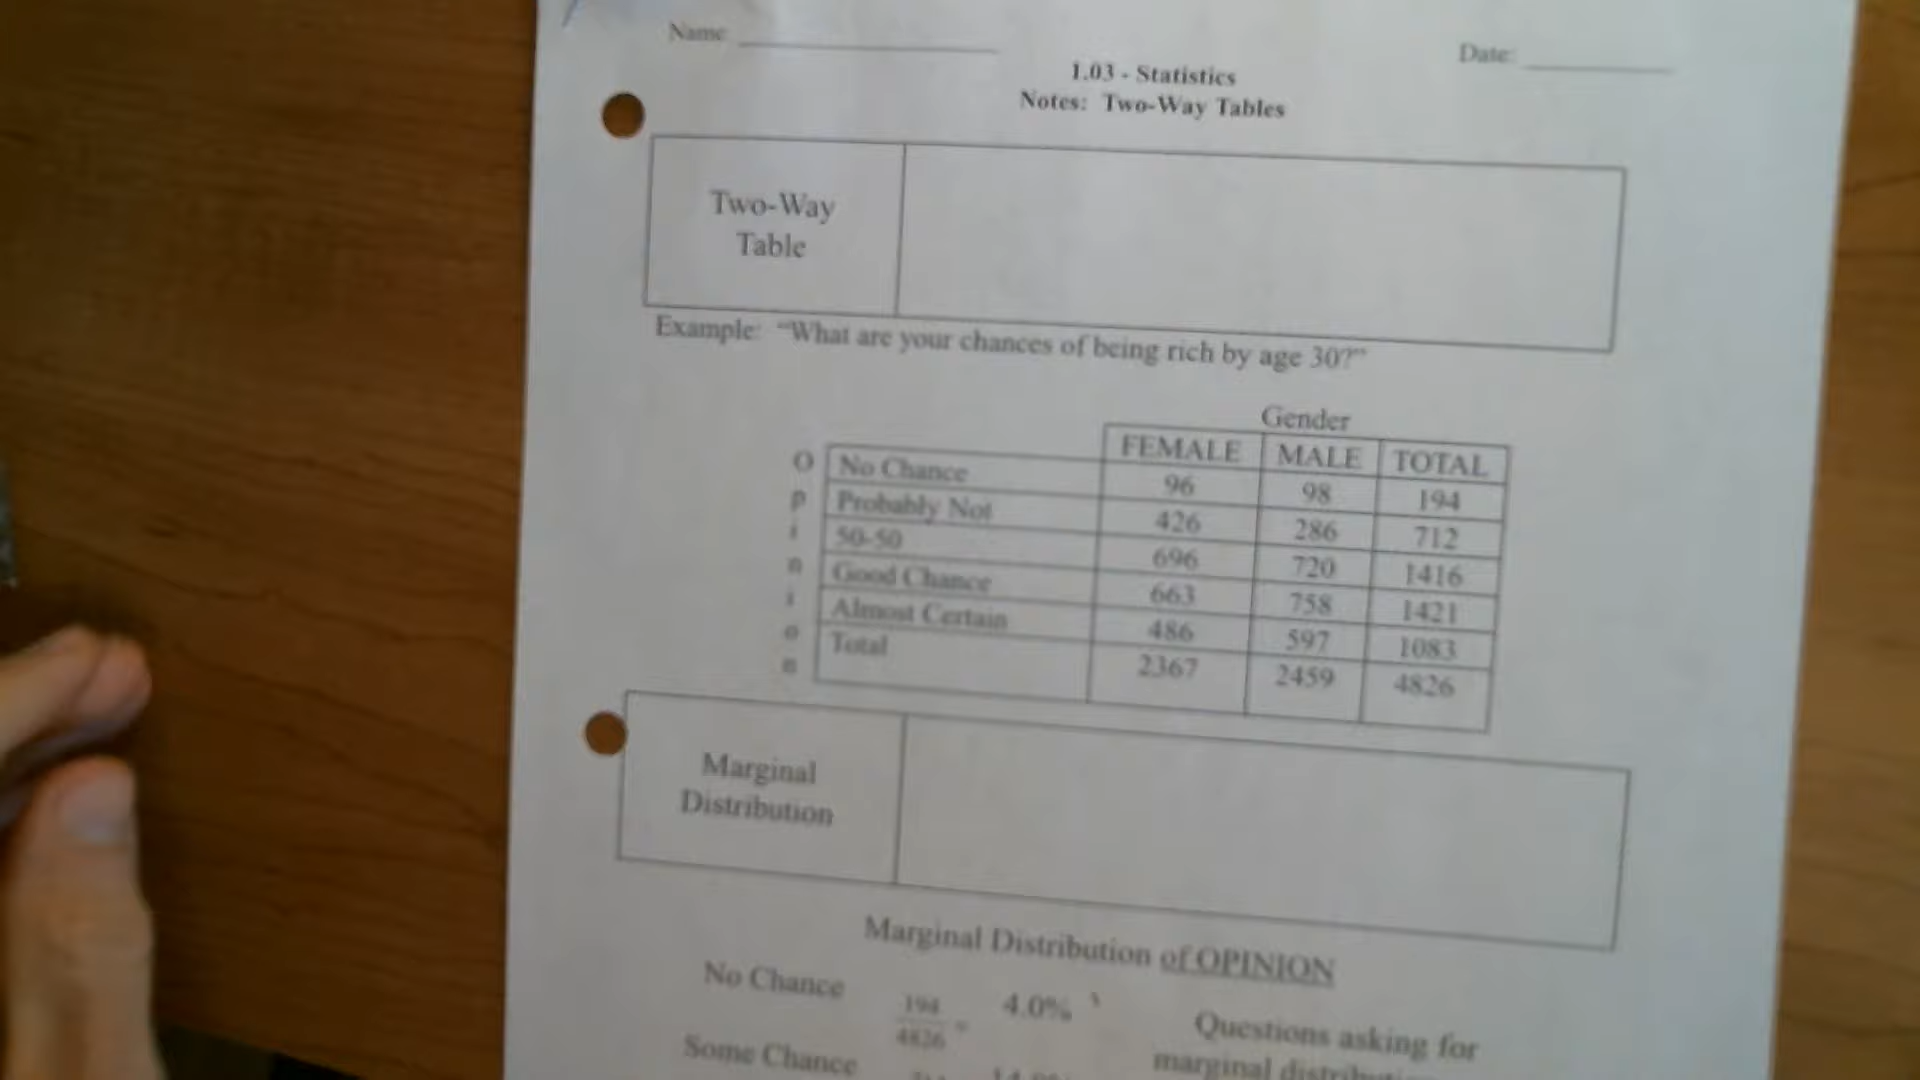 Name
Date:
1.03 - Statistics
Notes: Two-Way Tables
Two-Way
Table
Example: "What are your chances of being rich by age 30?"
Gender
FEMALE MALE TOTAL
Opinion
No Chance 96 98 194
Probably Not 426 286 712
50-50 696 720 1416
Good Chance 663 758 1421
Almost Certain 486 597 1083
Total 2367 2459 4826
Marginal
Distribution
Marginal Distribution of OPINION
No Chance 194/4826 = 4.0%
Questions asking for
Some Chance
marginal